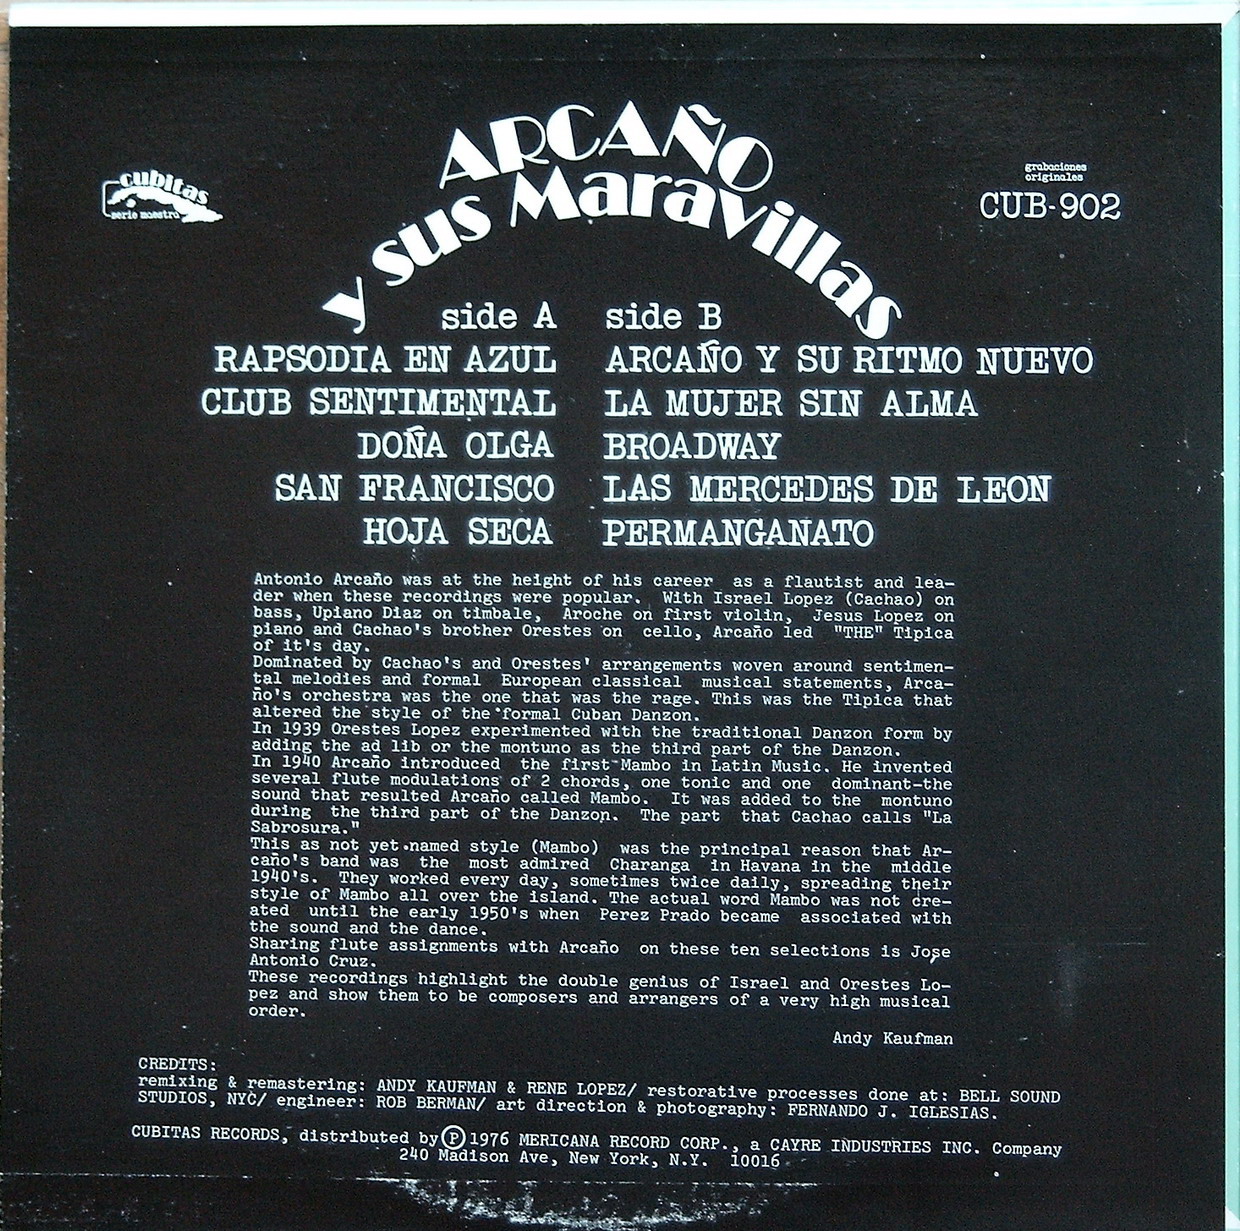 ARCAÑO
y sus Maravillas
cubitas
serie maestra
grabaciones
originales
CUB-902
side A
RAPSODIA EN AZUL
CLUB SENTIMENTAL
DOÑA OLGA
SAN FRANCISCO
HOJA SECA
side B
ARCAÑO Y SU RITMO NUEVO
LA MUJER SIN ALMA
BROADWAY
LAS MERCEDES DE LEON
PERMANGANATO
Antonio Arcaño was at the height of his career as a flautist and lea-
der when these recordings were popular. With Israel Lopez (Cachao) on
bass, Upiano Diaz on timbale, Aroche on first violin, Jesus Lopez on
piano and Cachao's brother Orestes on cello, Arcaño led "THE" Tipica
of it's day.
Dominated by Cachao's and Orestes' arrangements woven around sentimen-
tal melodies and formal European classical musical statements, Arca-
ño's orchestra was the one that was the rage. This was the Tipica that
altered the style of the formal Cuban Danzon.
In 1939 Orestes Lopez experimented with the traditional Danzon form by
adding the ad lib or the montuno as the third part of the Danzon.
In 1940 Arcaño introduced the first Mambo in Latin Music. He invented
several flute modulations of 2 chords, one tonic and one dominant-the
sound that resulted Arcaño called Mambo. It was added to the montuno
during the third part of the Danzon. The part that Cachao calls "La
Sabrosura."
This as not yet named style (Mambo) was the principal reason that Ar-
caño's band was the most admired Charanga in Havana in the middle
1940's. They worked every day, sometimes twice daily, spreading their
style of Mambo all over the island. The actual word Mambo was not cre-
ated until the early 1950's when Perez Prado became associated with
the sound and the dance.
Sharing flute assignments with Arcaño on these ten selections is Jose
Antonio Cruz.
These recordings highlight the double genius of Israel and Orestes Lo-
pez and show them to be composers and arrangers of a very high musical
order.
Andy Kaufman
CREDITS:
remixing & remastering: ANDY KAUFMAN & RENE LOPEZ/ restorative processes done at: BELL SOUND
STUDIOS, NYC/ engineer: ROB BERMAN/ art direction & photography: FERNANDO J. IGLESIAS.
CUBITAS RECORDS, distributed by Ⓟ 1976 MERICANA RECORD CORP., a CAYRE INDUSTRIES INC. Company
240 Madison Ave, New York, N.Y. 10016